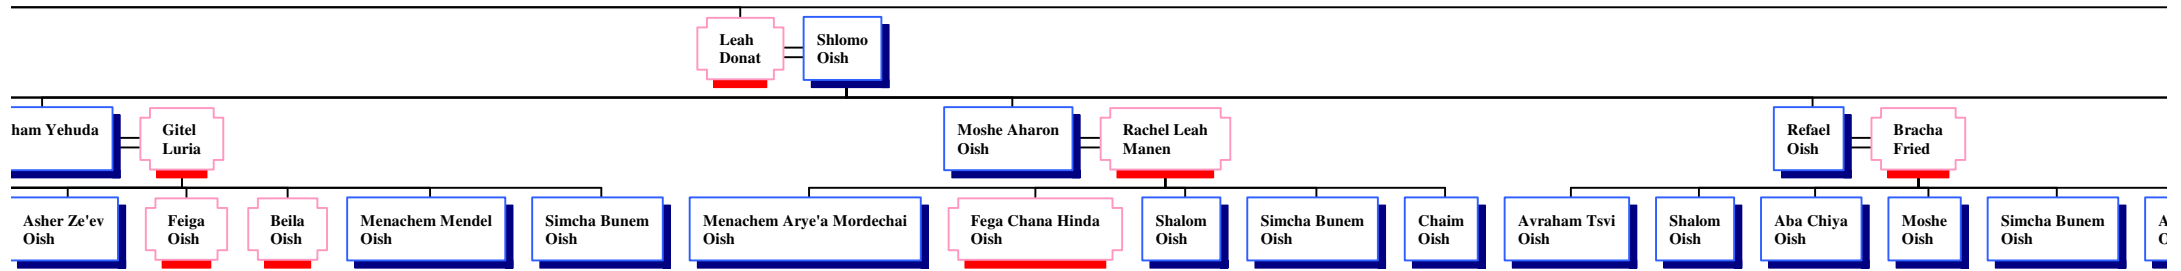 Leah
Donat
Shlomo
Oish
ham Yehuda
Gitel
Luria
Moshe Aharon
Oish
Rachel Leah
Manen
Refael
Oish
Bracha
Fried
Asher Ze'ev
Oish
Feiga
Oish
Beila
Oish
Menachem Mendel
Oish
Simcha Bunem
Oish
Menachem Arye'a Mordechai
Oish
Fega Chana Hinda
Oish
Shalom
Oish
Simcha Bunem
Oish
Chaim
Oish
Avraham Tsvi
Oish
Shalom
Oish
Aba Chiya
Oish
Moshe
Oish
Simcha Bunem
Oish